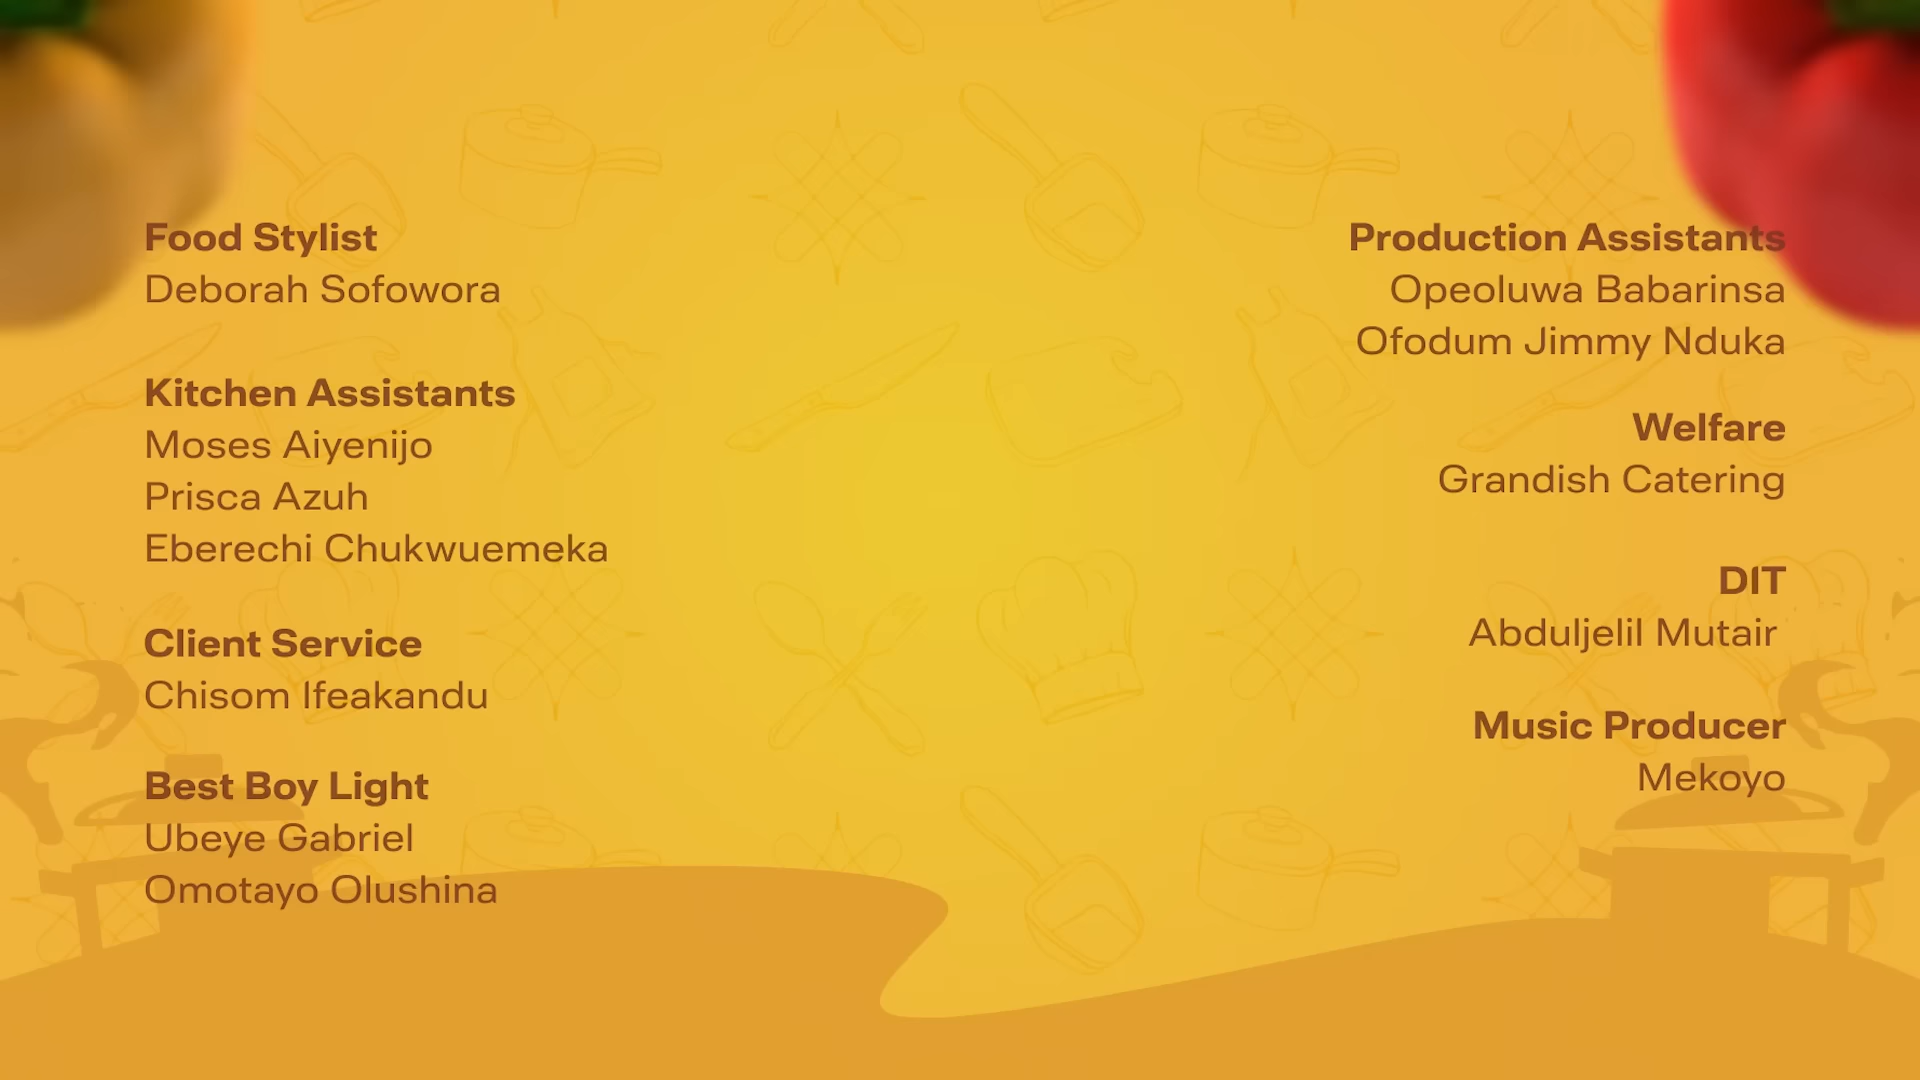 Food Stylist
Deborah Sofowora
Kitchen Assistants
Moses Aiyenijo
Prisca Azuh
Eberechi Chukwuemeka
Client Service
Chisom Ifeakandu
Best Boy Light
Ubeye Gabriel
Omotayo Olushina
Production Assistants
Opeoluwa Babarinsa
Ofodum Jimmy Nduka
Welfare
Grandish Catering
DIT
Abduljelil Mutair
Music Producer
Mekoyo